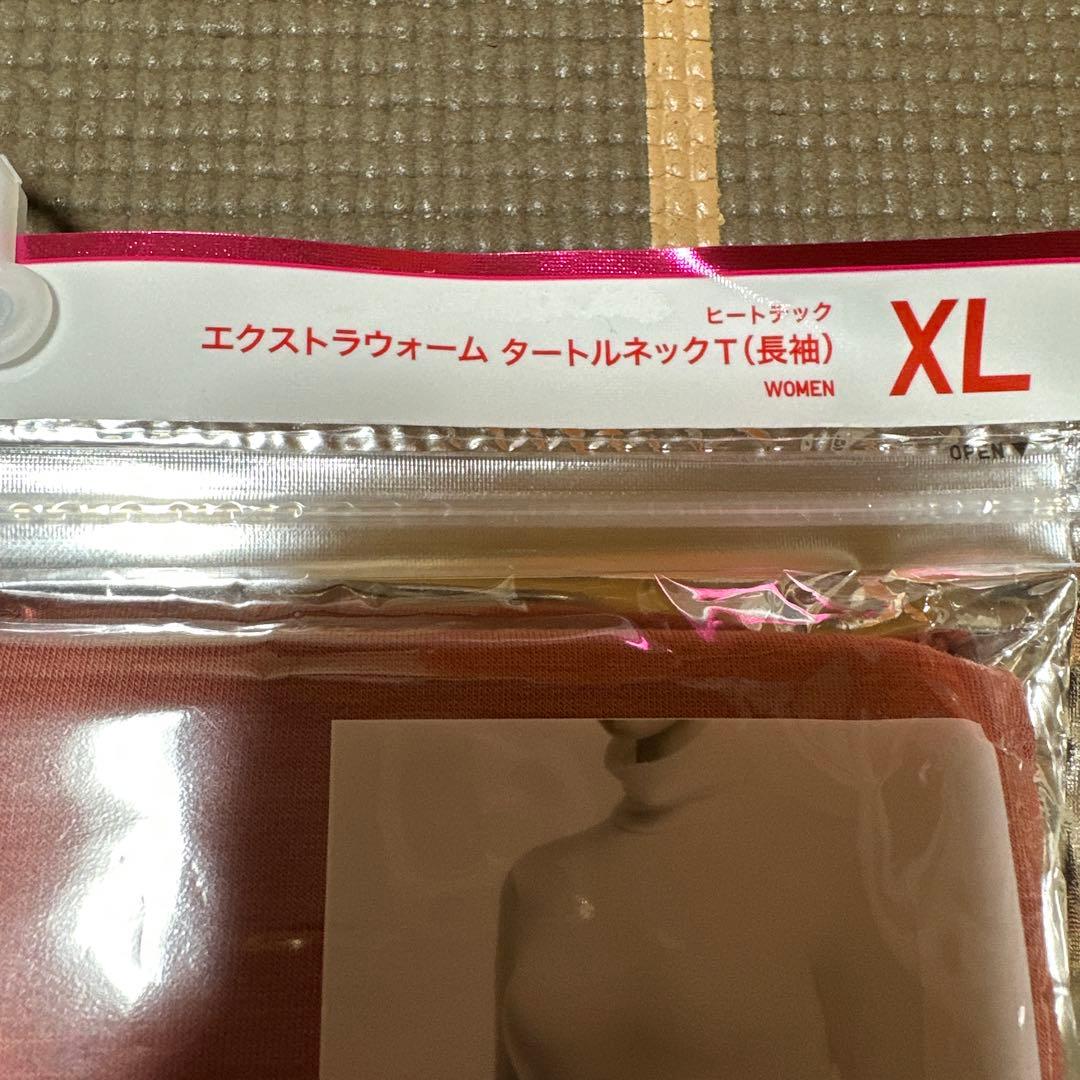 ヒートテック
エクストラウォーム タートルネックT(長袖)
WOMEN
XL
OPEN ▼